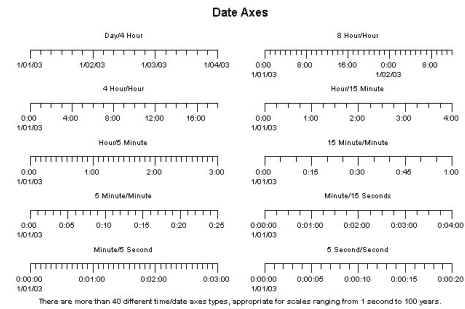 Date Axes
Day/4 Hour
1/01/03 1/02/03 1/03/03 1/04/03
8 Hour/Hour
0:00 8:00 16:00 0:00 8:00
1/01/03 1/02/03
4 Hour/Hour
0:00 4:00 8:00 12:00 16:00
1/01/03
Hour/15 Minute
0:00 1:00 2:00 3:00 4:00
1/01/03
Hour/5 Minute
0:00 1:00 2:00 3:00
1/01/03
15 Minute/Minute
0:00 0:15 0:30 0:45 1:00
1/01/03
5 Minute/Minute
0:00 0:05 0:10 0:15 0:20 0:25
1/01/03
Minute/15 Seconds
0:00:00 0:01:00 0:02:00 0:03:00 0:04:00
1/01/03
Minute/5 Second
0:00:00 0:01:00 0:02:00 0:03:00
1/01/03
5 Second/Second
0:00:00 0:00:05 0:00:10 0:00:15 0:00:20
1/01/03
There are more than 40 different time/date axes types, appropriate for scales ranging from 1 second to 100 years.